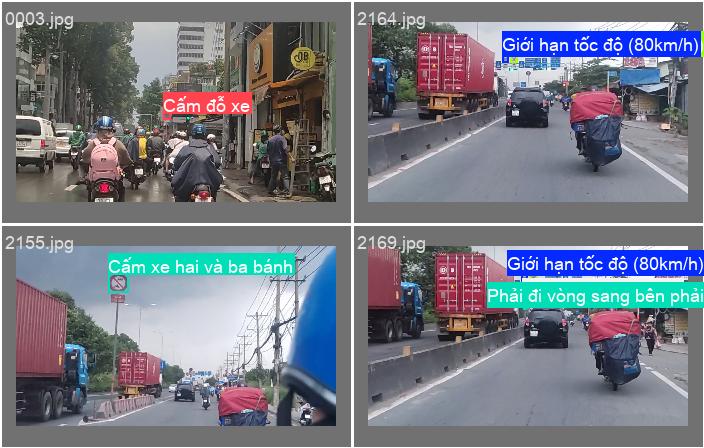 0003.jpg
Cấm đỗ xe
2164.jpg
Giới hạn tốc độ (80km/h)
2155.jpg
Cấm xe hai và ba bánh
2169.jpg
Giới hạn tốc độ (80km/h)
Phải đi vòng sang bên phải